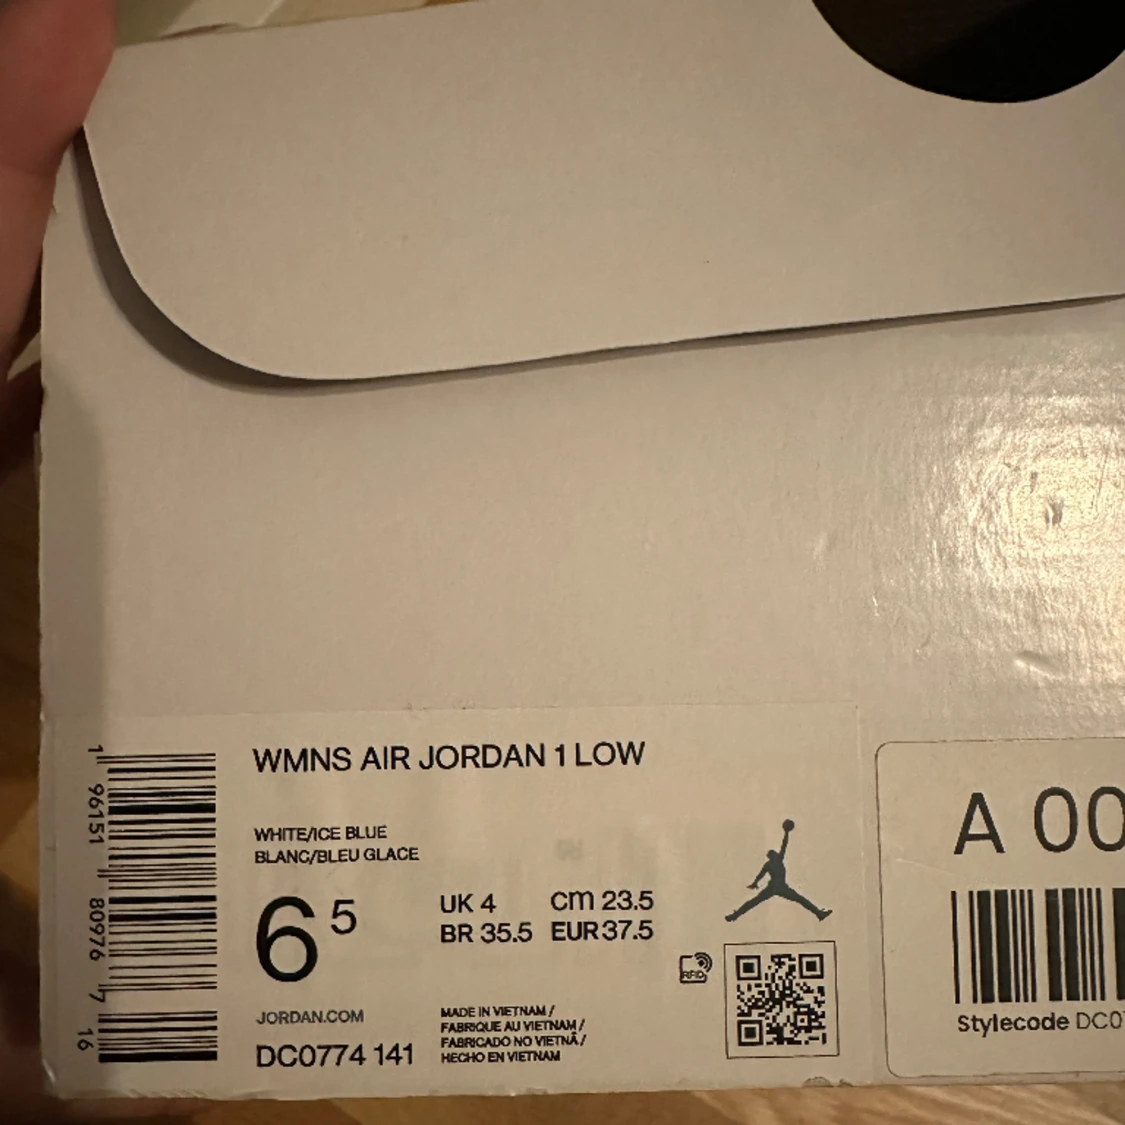 WMNS AIR JORDAN 1 LOW
WHITE/ICE BLUE
BLANC/BLEU GLACE
6 5
UK 4 cm 23.5
BR 35.5 EUR 37.5
JORDAN.COM
DC0774 141
MADE IN VIETNAM /
FABRIQUE AU VIETNAM /
FABRICADO NO VIETNÃ /
HECHO EN VIETNAM
RFID
1 96151 80976 7 16
A 00
Stylecode DC0